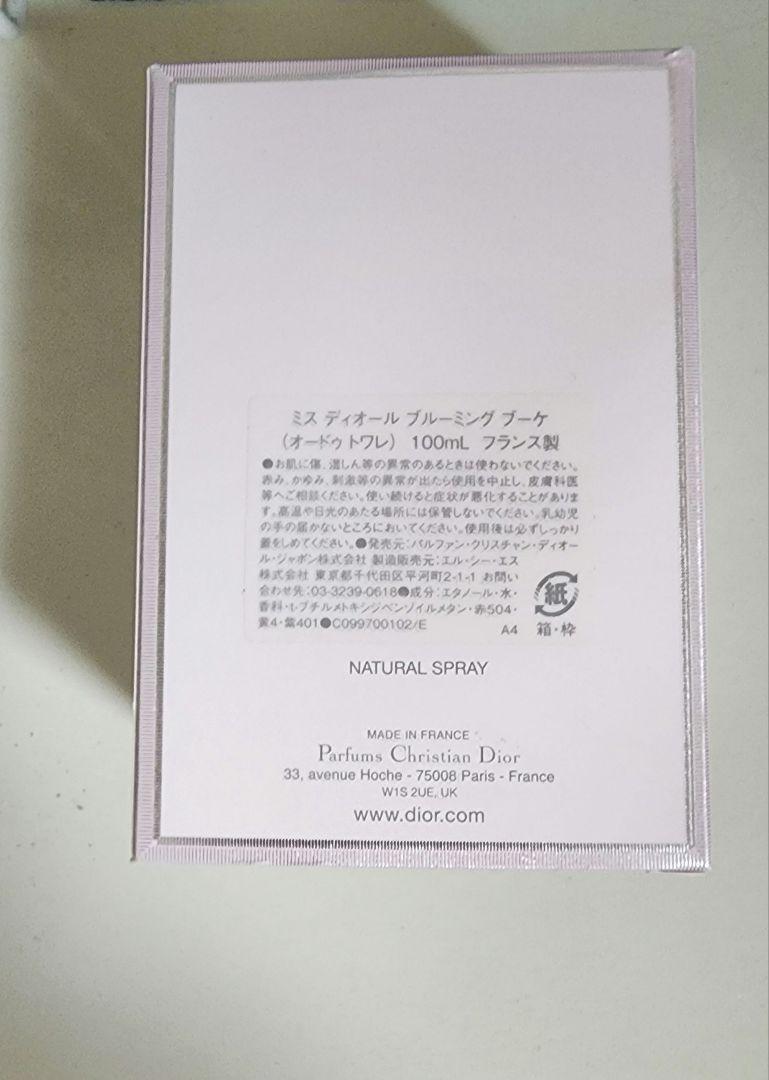 ミス ディオール ブルーミング ブーケ
(オードゥ トワレ) 100mL フランス製
●お肌に傷、湿しん等の異常のあるときは使わないでください。
赤み、かゆみ、刺激等の異常が出たら使用を中止し、皮膚科医
等へご相談ください。使い続けると症状が悪化することがありま
す。高温や日光のあたる場所には保管しないでください。乳幼児
の手の届かないところにおいてください。使用後は必ずしっかり
蓋をしめてください。●発売元:パルファン・クリスチャン・ディオー
ル・ジャポン株式会社 製造販売元:エル・シー・エス
株式会社 東京都千代田区平河町2-1-1 お問い
合わせ先:03-3239-0618●成分:エタノール・水・
香料・t-ブチルメトキシジベンゾイルメタン・赤504・
黄4・紫401●C099700102/E
A4
紙
箱・枠
NATURAL SPRAY
MADE IN FRANCE
Parfums Christian Dior
33, avenue Hoche - 75008 Paris - France
W1S 2UE, UK
www.dior.com